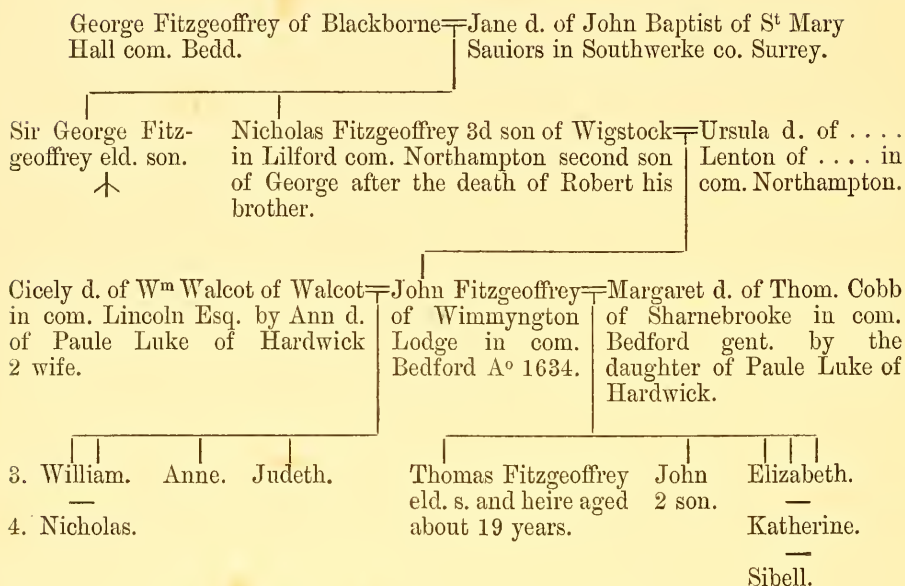 George Fitzgeoffrey of Blackborne
Hall com. Bedd.
Jane d. of John Baptist of Sᵗ Mary
Sauiors in Southwerke co. Surrey.
Sir George Fitz-
geoffrey eld. son.
Nicholas Fitzgeoffrey 3d son of Wigstock
in Lilford com. Northampton second son
of George after the death of Robert his
brother.
Ursula d. of . . . .
Lenton of . . . . in
com. Northampton.
Cicely d. of Wᵐ Walcot of Walcot
in com. Lincoln Esq. by Ann d.
of Paule Luke of Hardwick
2 wife.
John Fitzgeoffrey
of Wimmyngton
Lodge in com.
Bedford Aᵒ 1634.
Margaret d. of Thom. Cobb
of Sharnebrooke in com.
Bedford gent. by the
daughter of Paule Luke of
Hardwick.
3. William.
4. Nicholas.
Anne.
Judeth.
Thomas Fitzgeoffrey
eld. s. and heire aged
about 19 years.
John
2 son.
Elizabeth.
Katherine.
Sibell.